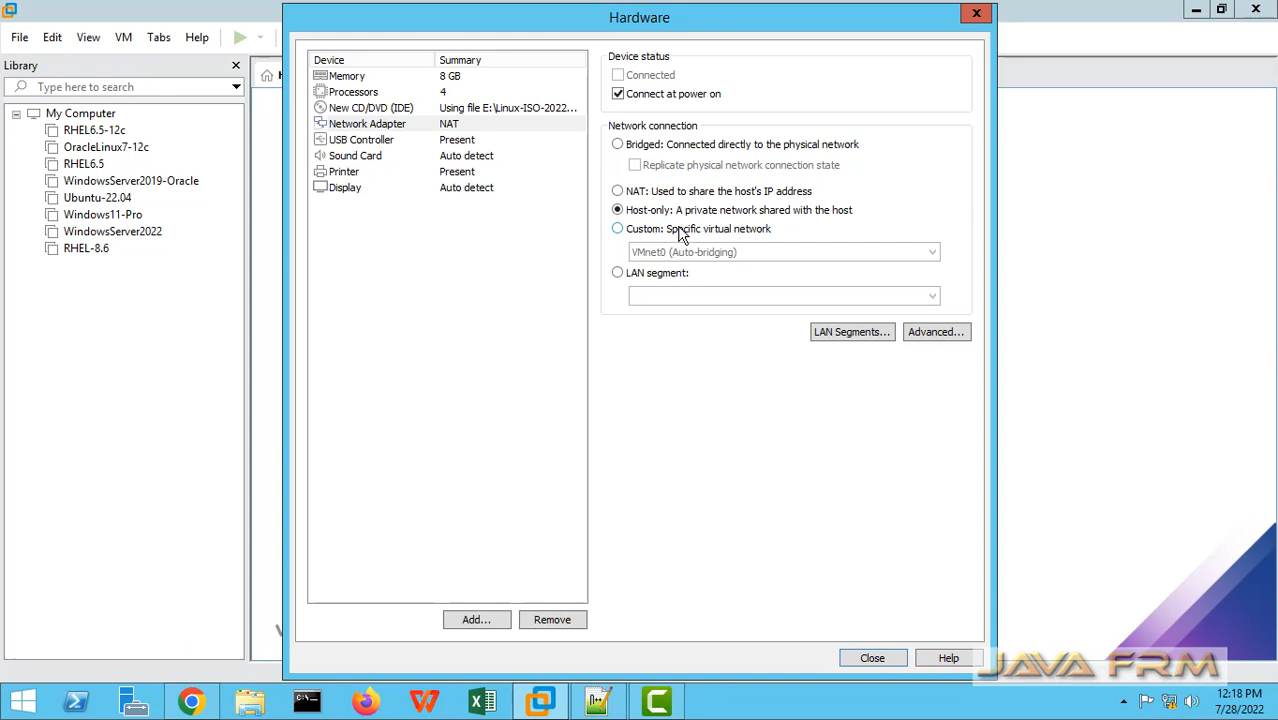 Hardware
File Edit View VM Tabs Help
Library
Type here to search
My Computer
RHEL6.5-12c
OracleLinux7-12c
RHEL6.5
WindowsServer2019-Oracle
Ubuntu-22.04
Windows11-Pro
WindowsServer2022
RHEL-8.6
Device Summary
Memory 8 GB
Processors 4
New CD/DVD (IDE) Using file E:\Linux-ISO-2022...
Network Adapter NAT
USB Controller Present
Sound Card Auto detect
Printer Present
Display Auto detect
Add... Remove
Device status
Connected
Connect at power on
Network connection
Bridged: Connected directly to the physical network
Replicate physical network connection state
NAT: Used to share the host's IP address
Host-only: A private network shared with the host
Custom: Specific virtual network
VMnet0 (Auto-bridging)
LAN segment:
LAN Segments... Advanced...
Close Help
JAVA FRM
12:18 PM
7/28/2022